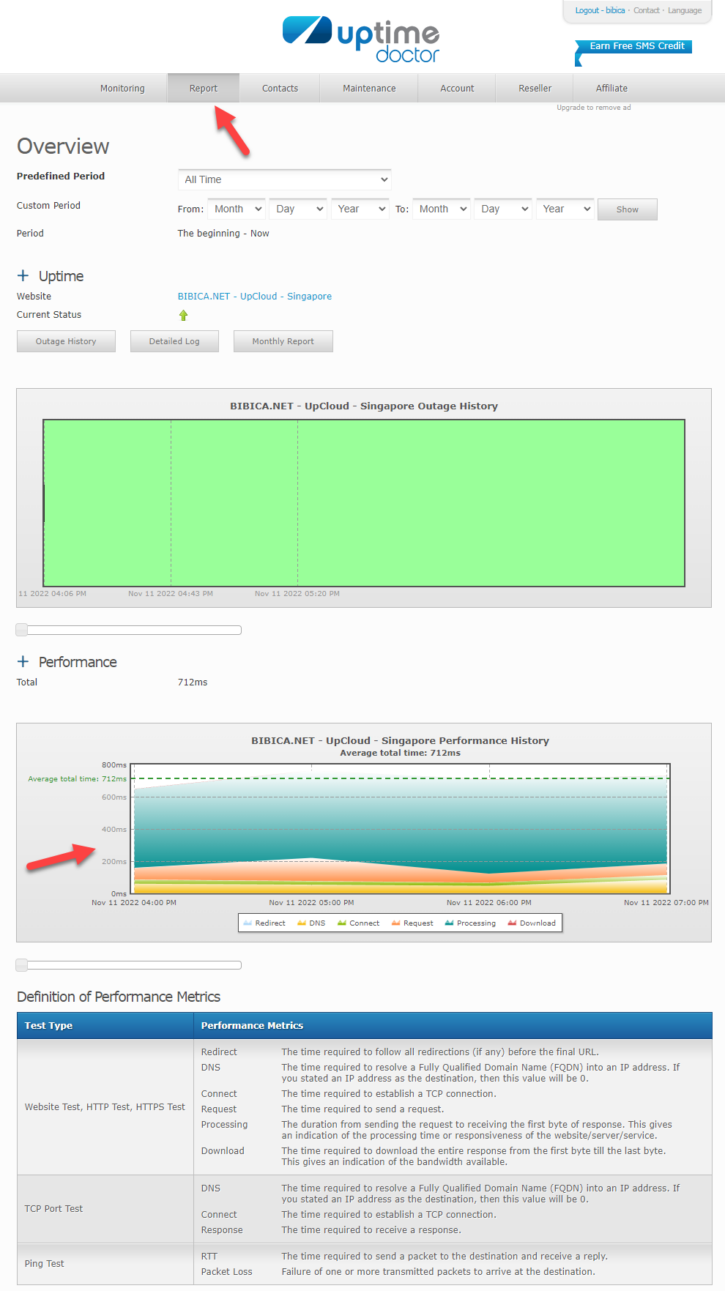 Logout - bibica · Contact · Language
uptime
doctor
Earn Free SMS Credit
Monitoring Report Contacts Maintenance Account Reseller Affiliate
Upgrade to remove ad
Overview
Predefined Period All Time
Custom Period From: Month Day Year To: Month Day Year Show
Period The beginning - Now
+ Uptime
Website BIBICA.NET - UpCloud - Singapore
Current Status
Outage History Detailed Log Monthly Report
BIBICA.NET - UpCloud - Singapore Outage History
11 2022 04:06 PM Nov 11 2022 04:43 PM Nov 11 2022 05:20 PM
+ Performance
Total 712ms
BIBICA.NET - UpCloud - Singapore Performance History
Average total time: 712ms
800ms
Average total time: 712ms
600ms
400ms
200ms
0ms
Nov 11 2022 04:00 PM Nov 11 2022 05:00 PM Nov 11 2022 06:00 PM Nov 11 2022 07:00 PM
Redirect DNS Connect Request Processing Download
Definition of Performance Metrics
Test Type Performance Metrics
Website Test, HTTP Test, HTTPS Test
Redirect The time required to follow all redirections (if any) before the final URL.
DNS The time required to resolve a Fully Qualified Domain Name (FQDN) into an IP address. If
you stated an IP address as the destination, then this value will be 0.
Connect The time required to establish a TCP connection.
Request The time required to send a request.
Processing The duration from sending the request to receiving the first byte of response. This gives
an indication of the processing time or responsiveness of the website/server/service.
Download The time required to download the entire response from the first byte till the last byte.
This gives an indication of the bandwidth available.
TCP Port Test
DNS The time required to resolve a Fully Qualified Domain Name (FQDN) into an IP address. If
you stated an IP address as the destination, then this value will be 0.
Connect The time required to establish a TCP connection.
Response The time required to receive a response.
Ping Test
RTT The time required to send a packet to the destination and receive a reply.
Packet Loss Failure of one or more transmitted packets to arrive at the destination.